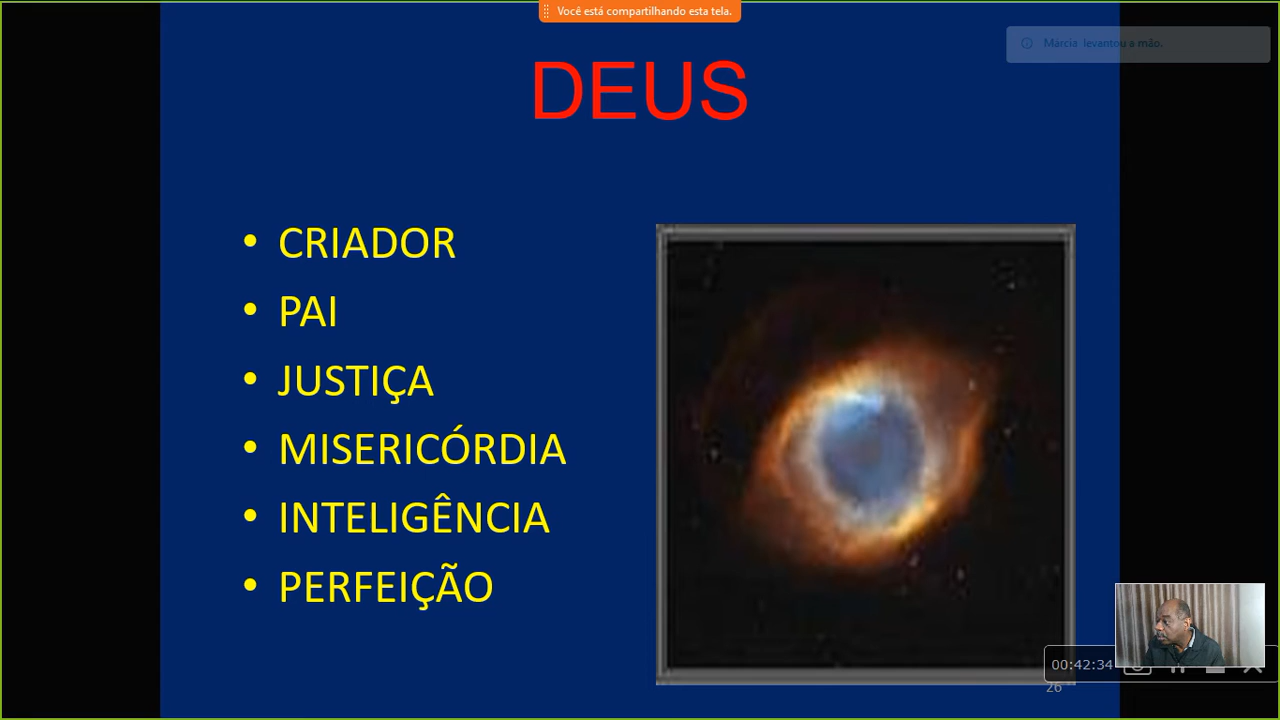 Você está compartilhando esta tela.
Márcia levantou a mão.
DEUS
• CRIADOR
• PAI
• JUSTIÇA
• MISERICÓRDIA
• INTELIGÊNCIA
• PERFEIÇÃO
00:42:34
26